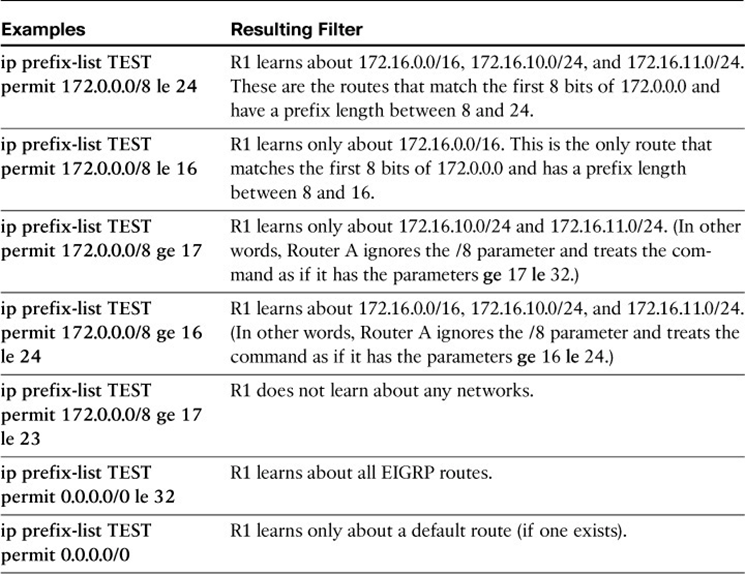 Examples Resulting Filter
ip prefix-list TEST
permit 172.0.0.0/8 le 24
R1 learns about 172.16.0.0/16, 172.16.10.0/24, and 172.16.11.0/24.
These are the routes that match the first 8 bits of 172.0.0.0 and
have a prefix length between 8 and 24.
ip prefix-list TEST
permit 172.0.0.0/8 le 16
R1 learns only about 172.16.0.0/16. This is the only route that
matches the first 8 bits of 172.0.0.0 and has a prefix length
between 8 and 16.
ip prefix-list TEST
permit 172.0.0.0/8 ge 17
R1 learns only about 172.16.10.0/24 and 172.16.11.0/24. (In other
words, Router A ignores the /8 parameter and treats the com-
mand as if it has the parameters ge 17 le 32.)
ip prefix-list TEST
permit 172.0.0.0/8 ge 16
le 24
R1 learns about 172.16.0.0/16, 172.16.10.0/24, and 172.16.11.0/24.
(In other words, Router A ignores the /8 parameter and treats the
command as if it has the parameters ge 16 le 24.)
ip prefix-list TEST
permit 172.0.0.0/8 ge 17
le 23
R1 does not learn about any networks.
ip prefix-list TEST
permit 0.0.0.0/0 le 32
R1 learns about all EIGRP routes.
ip prefix-list TEST
permit 0.0.0.0/0
R1 learns only about a default route (if one exists).